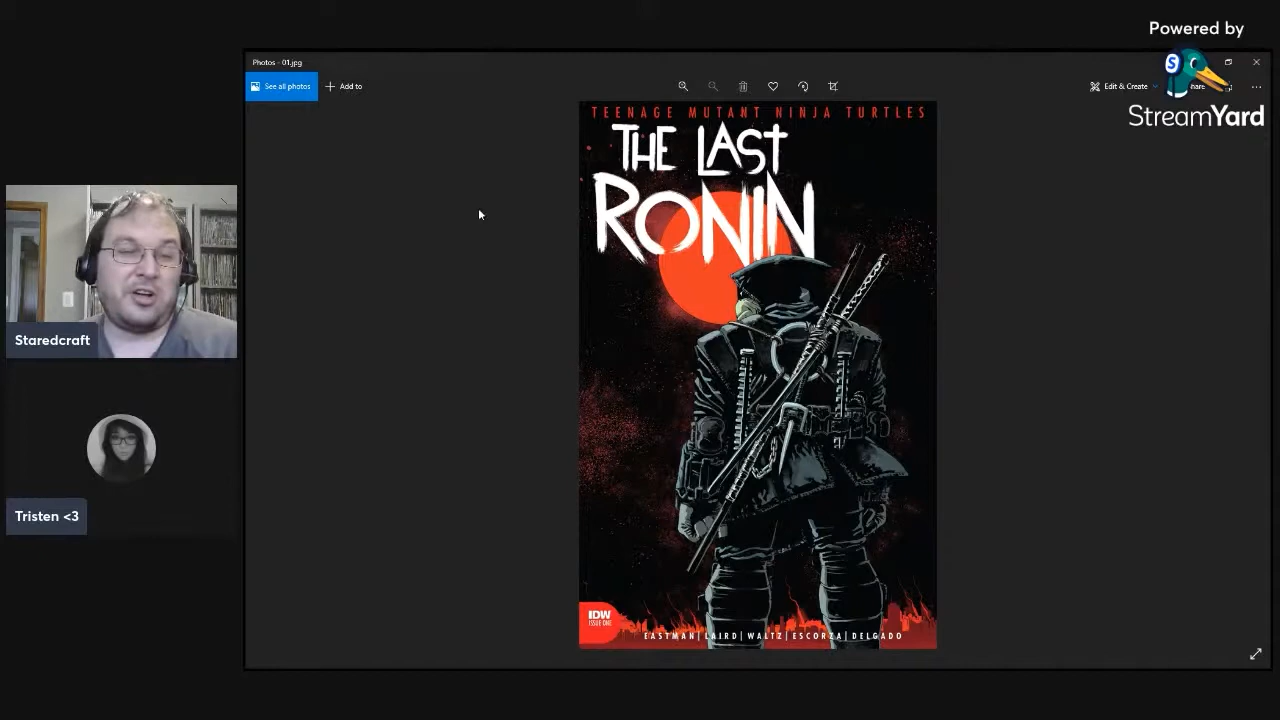 Powered by
StreamYard
Photos - 01.jpg
See all photos
Add to
Edit & Create
TEENAGE MUTANT NINJA TURTLES
THE LAST
RONIN
Staredcraft
Tristen <3
IDW
ISSUE ONE
EASTMAN | LAIRD | WALTZ | ESCORZA | DELGADO